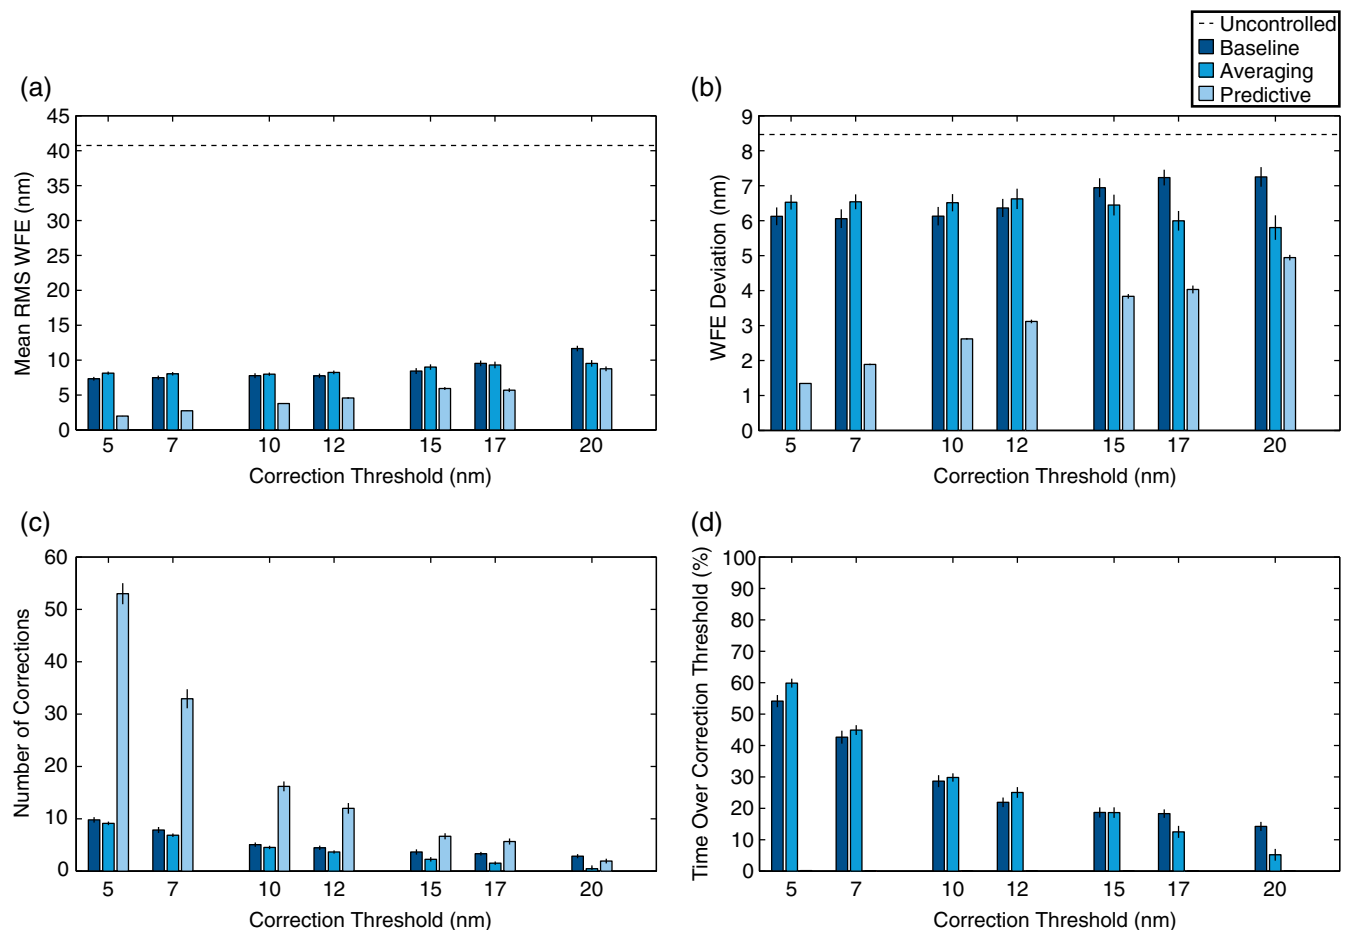 Uncontrolled
Baseline
Averaging
Predictive
(a)
45
40
35
30
25
20
15
10
5
0
Mean RMS WFE (nm)
5 7 10 12 15 17 20
Correction Threshold (nm)
(b)
9
8
7
6
5
4
3
2
1
0
WFE Deviation (nm)
5 7 10 12 15 17 20
Correction Threshold (nm)
(c)
60
50
40
30
20
10
0
Number of Corrections
5 7 10 12 15 17 20
Correction Threshold (nm)
(d)
100
90
80
70
60
50
40
30
20
10
0
Time Over Correction Threshold (%)
5 7 10 12 15 17 20
Correction Threshold (nm)